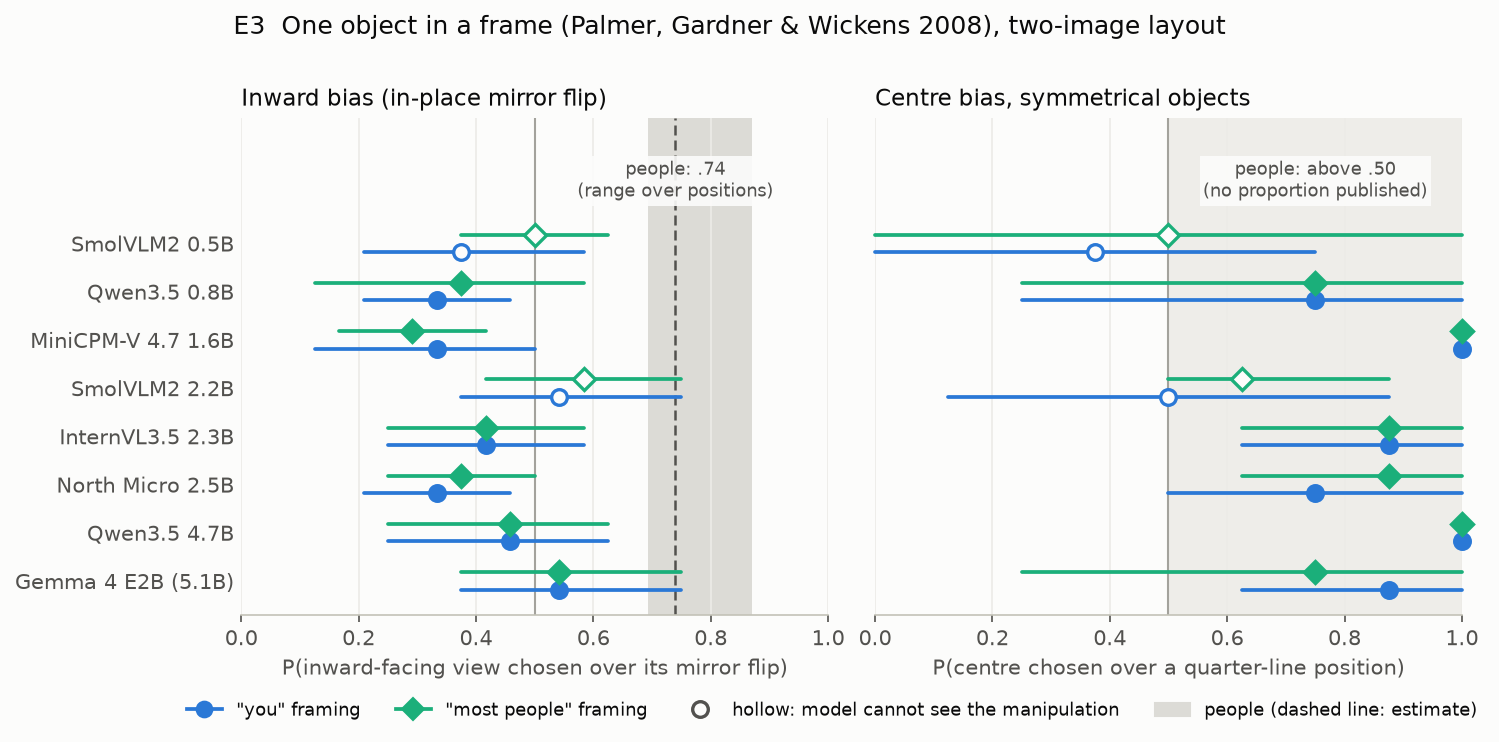 E3  One object in a frame (Palmer, Gardner & Wickens 2008), two-image layout
Inward bias (in-place mirror flip)
people: .74
(range over positions)
SmolVLM2 0.5B
Qwen3.5 0.8B
MiniCPM-V 4.7 1.6B
SmolVLM2 2.2B
InternVL3.5 2.3B
North Micro 2.5B
Qwen3.5 4.7B
Gemma 4 E2B (5.1B)
0.0 0.2 0.4 0.6 0.8 1.0
P(inward-facing view chosen over its mirror flip)
Centre bias, symmetrical objects
people: above .50
(no proportion published)
0.0 0.2 0.4 0.6 0.8 1.0
P(centre chosen over a quarter-line position)
"you" framing
"most people" framing
hollow: model cannot see the manipulation
people (dashed line: estimate)